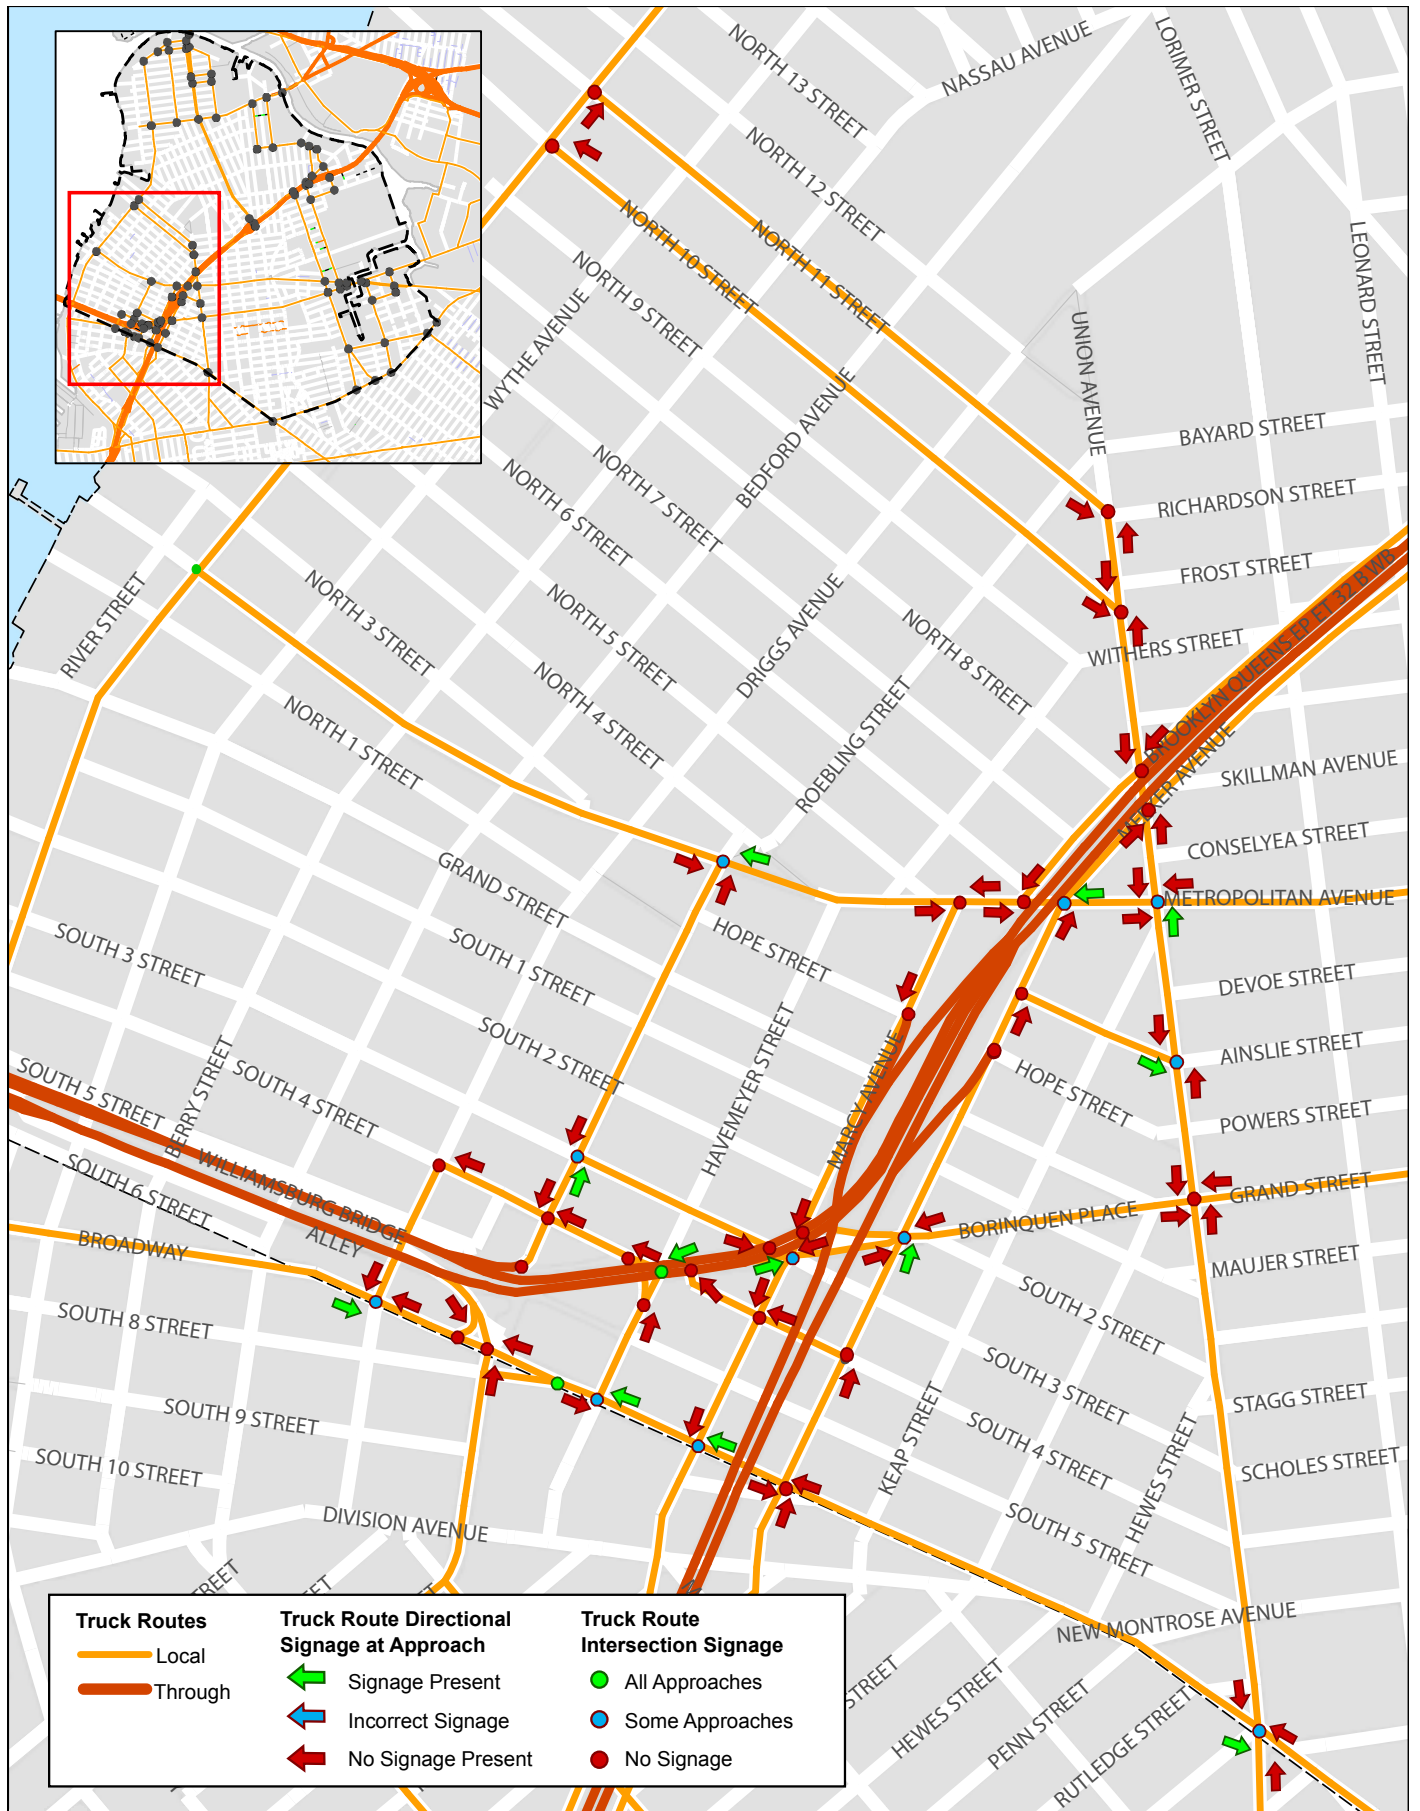 NORTH 13 STREET
NASSAU AVENUE
LORIMER STREET
NORTH 12 STREET
NORTH 11 STREET
NORTH 10 STREET
NORTH 9 STREET
WYTHE AVENUE
LEONARD STREET
UNION AVENUE
BEDFORD AVENUE
BAYARD STREET
NORTH 7 STREET
NORTH 6 STREET
RICHARDSON STREET
FROST STREET
BROOKLYN QUEENS EP ET 32 B WB
RIVER STREET
NORTH 3 STREET
NORTH 5 STREET
DRIGGS AVENUE
NORTH 8 STREET
WITHERS STREET
NORTH 4 STREET
ROEBLING STREET
NORTH 1 STREET
MEEKER AVENUE
SKILLMAN AVENUE
CONSELYEA STREET
GRAND STREET
METROPOLITAN AVENUE
HOPE STREET
SOUTH 3 STREET
SOUTH 1 STREET
DEVOE STREET
SOUTH 2 STREET
HAVEMEYER STREET
MARCY AVENUE
AINSLIE STREET
HOPE STREET
SOUTH 5 STREET
BERRY STREET
SOUTH 4 STREET
POWERS STREET
SOUTH 6 STREET
WILLIAMSBURG BRIDGE
GRAND STREET
BROADWAY
ALLEY
BORINQUEN PLACE
MAUJER STREET
SOUTH 8 STREET
SOUTH 2 STREET
SOUTH 3 STREET
STAGG STREET
SOUTH 9 STREET
KEAP STREET
SOUTH 4 STREET
HEWES STREET
SCHOLES STREET
SOUTH 10 STREET
DIVISION AVENUE
SOUTH 5 STREET
NEW MONTROSE AVENUE
STREET
HEWES STREET
PENN STREET
RUTLEDGE STREET
Truck Routes
Local
Through
Truck Route Directional
Signage at Approach
Signage Present
Incorrect Signage
No Signage Present
Truck Route
Intersection Signage
All Approaches
Some Approaches
No Signage